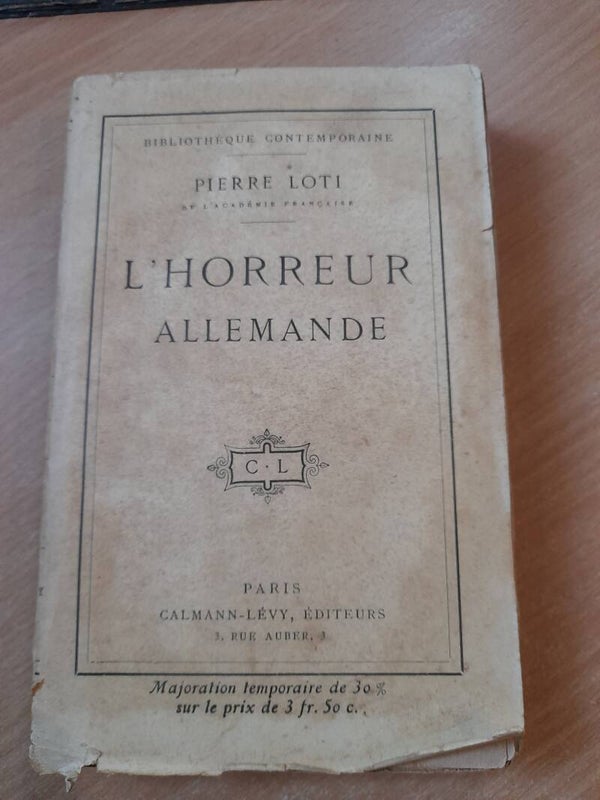 BIBLIOTHÈQUE CONTEMPORAINE
PIERRE LOTI
DE L'ACADÉMIE FRANÇAISE
L'HORREUR
ALLEMANDE
C · L
PARIS
CALMANN-LÉVY, ÉDITEURS
3, RUE AUBER, 3
Majoration temporaire de 30 %
sur le prix de 3 fr. 50 c.